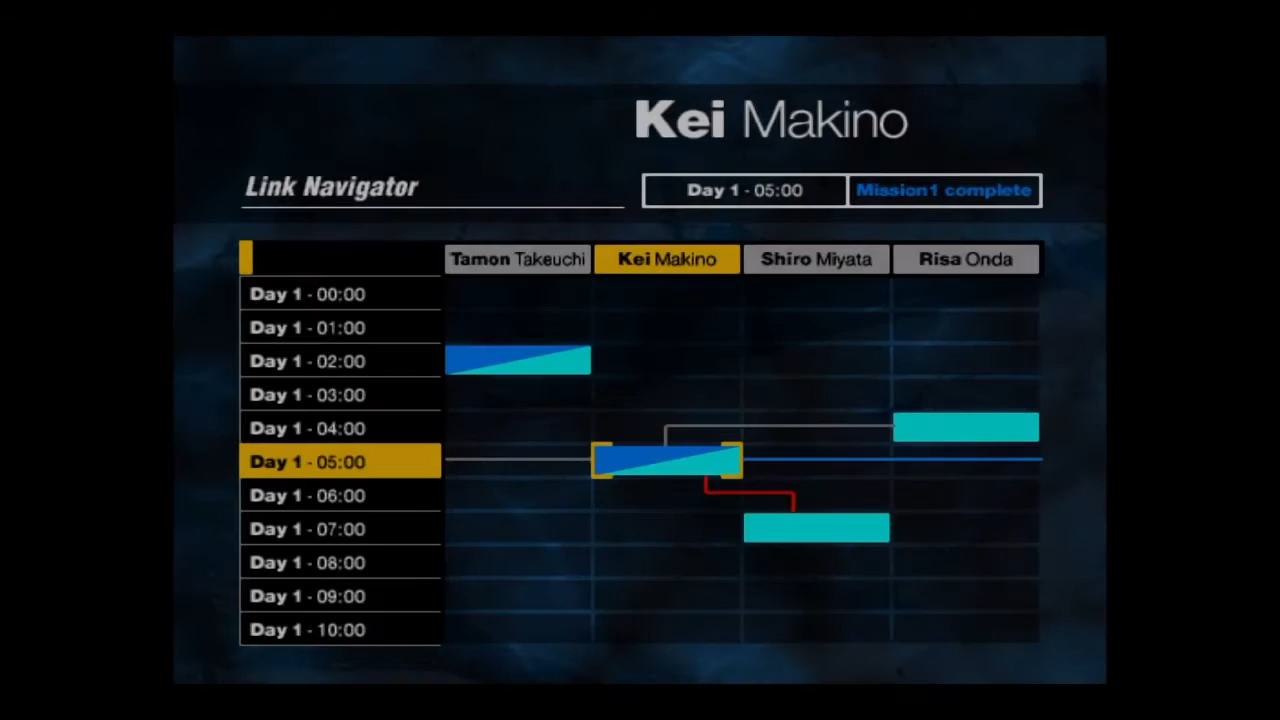 Kei Makino
Link Navigator
Day 1 - 05:00 Mission1 complete
Tamon Takeuchi Kei Makino Shiro Miyata Risa Onda
Day 1 - 00:00
Day 1 - 01:00
Day 1 - 02:00
Day 1 - 03:00
Day 1 - 04:00
Day 1 - 05:00
Day 1 - 06:00
Day 1 - 07:00
Day 1 - 08:00
Day 1 - 09:00
Day 1 - 10:00